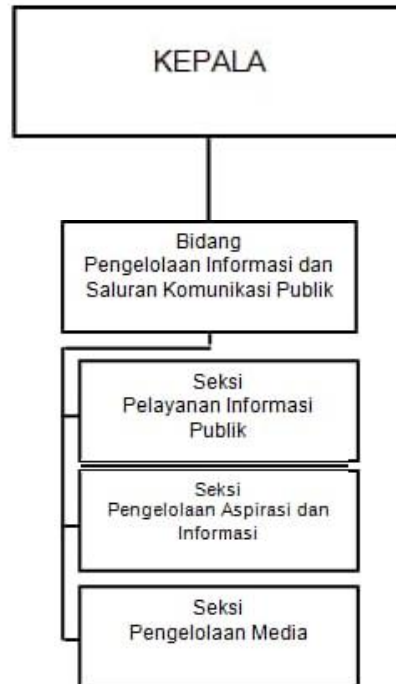 KEPALA
Bidang
Pengelolaan Informasi dan
Saluran Komunikasi Publik
Seksi
Pelayanan Informasi
Publik
Seksi
Pengelolaan Aspirasi dan
Informasi
Seksi
Pengelolaan Media